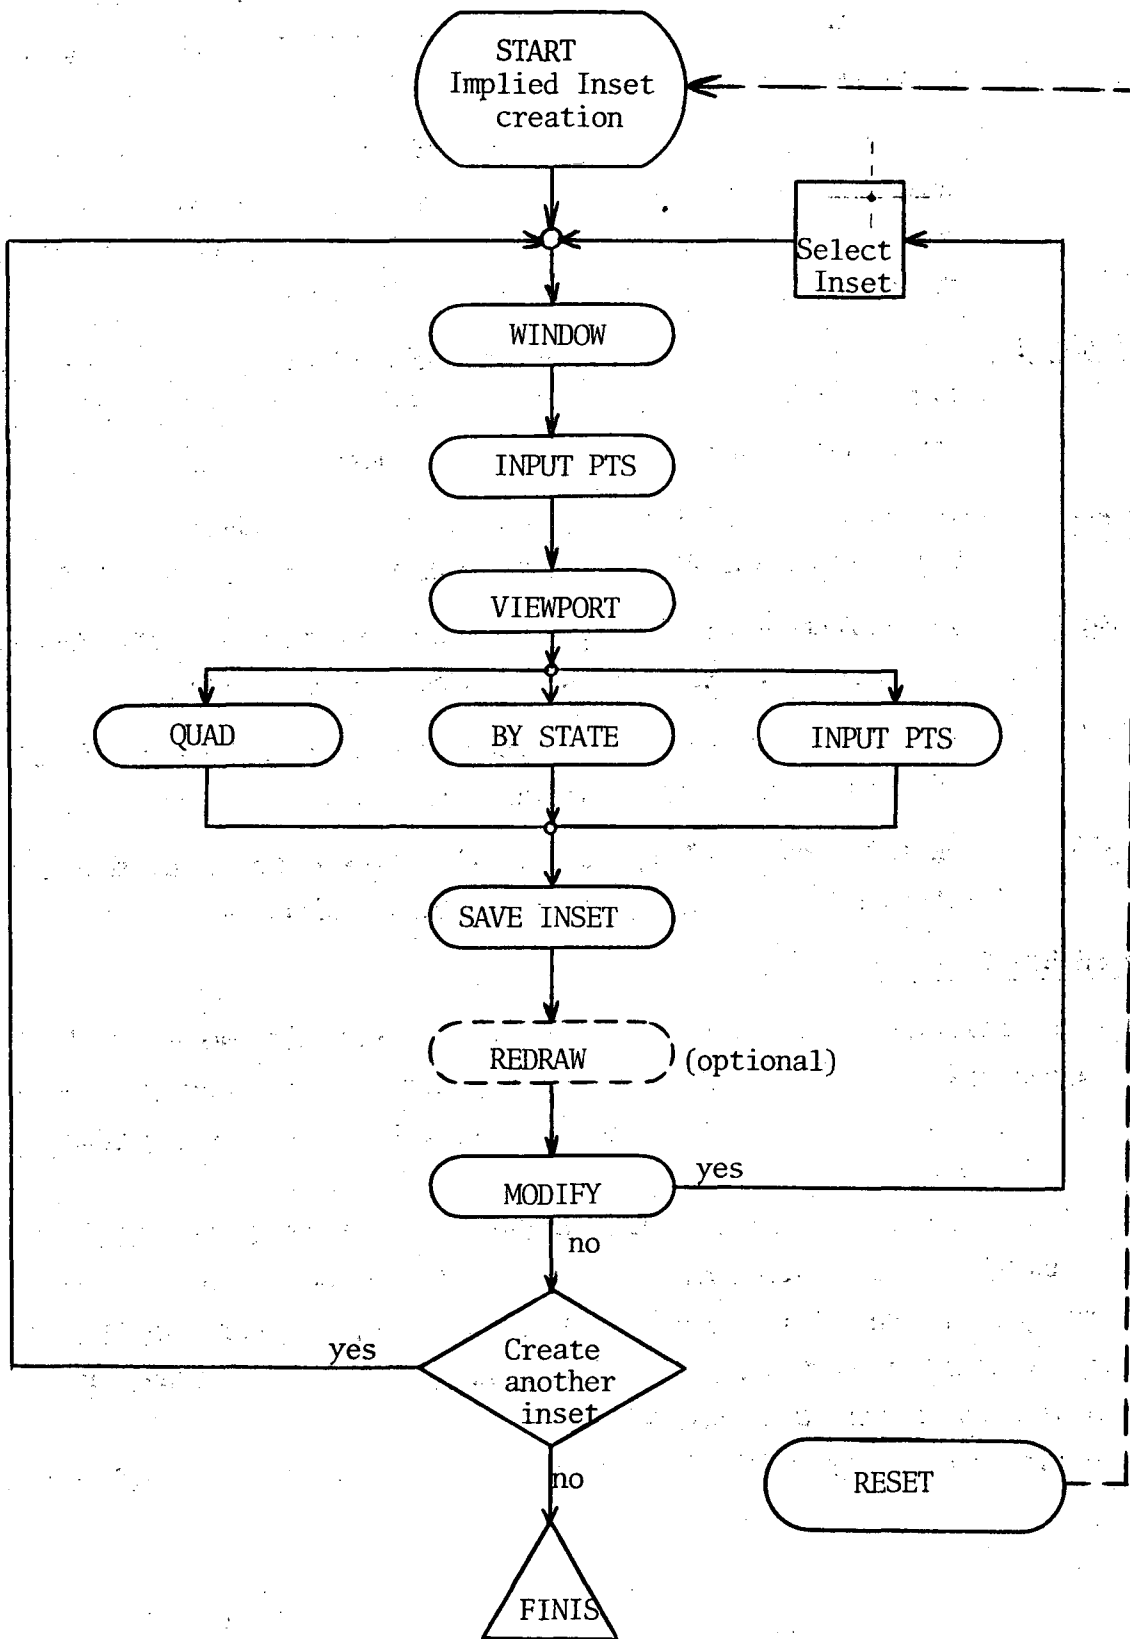 START
Implied Inset
creation
Select
Inset
WINDOW
INPUT PTS
VIEWPORT
QUAD
BY STATE
INPUT PTS
SAVE INSET
REDRAW
(optional)
MODIFY
yes
no
yes
Create
another
inset
no
RESET
FINIS